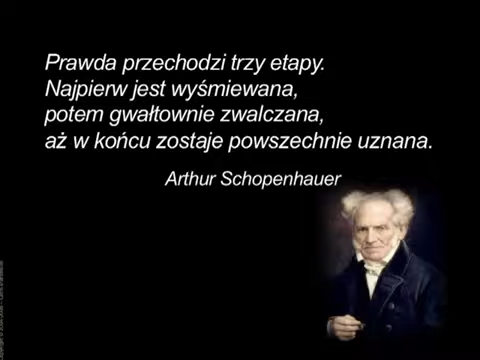 Prawda przechodzi trzy etapy.
Najpierw jest wyśmiewana,
potem gwałtownie zwalczana,
aż w końcu zostaje powszechnie uznana.
Arthur Schopenhauer